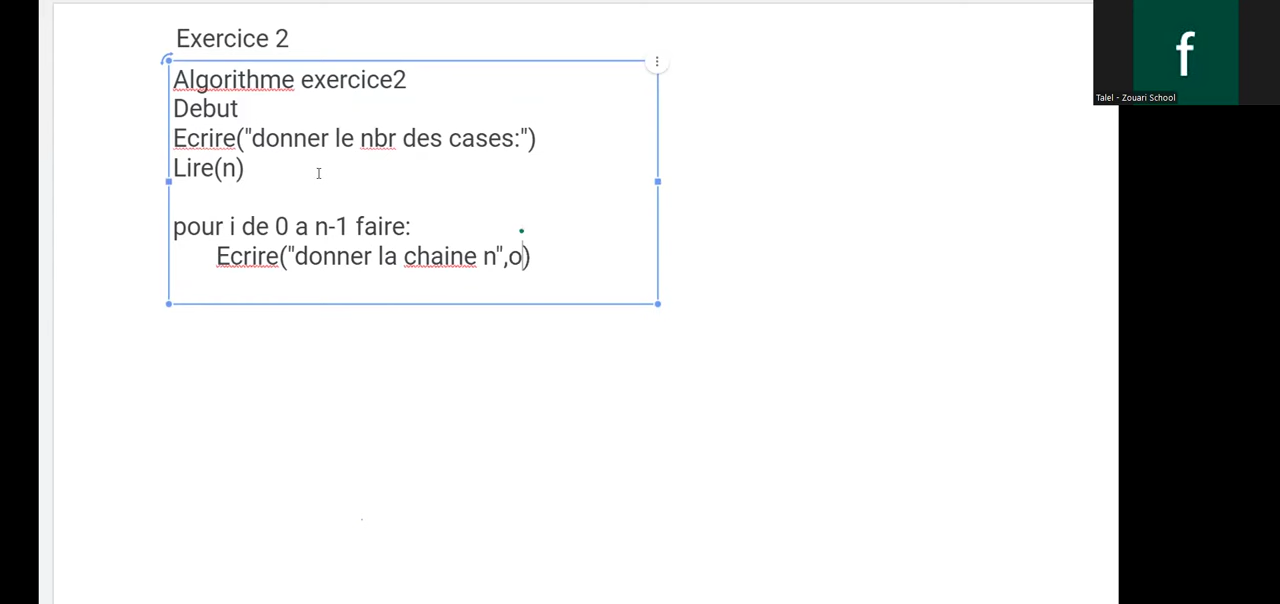 Exercice 2
Algorithme exercice2
Debut
Ecrire("donner le nbr des cases:")
Lire(n)
pour i de 0 a n-1 faire:
Ecrire("donner la chaine n",o)
f
Talel - Zouari School